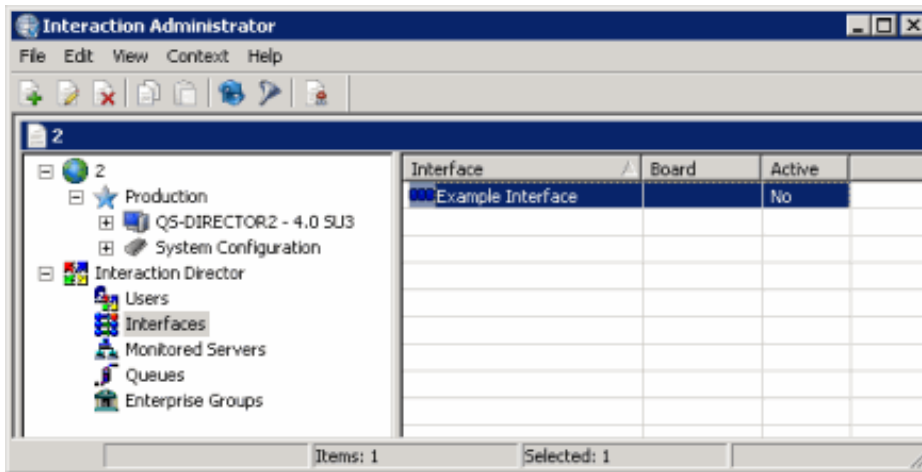 Interaction Administrator
File Edit View Context Help
2
2
Production
QS-DIRECTOR2 - 4.0 SU3
System Configuration
Interaction Director
Users
Interfaces
Monitored Servers
Queues
Enterprise Groups
Interface Board Active
Example Interface No
Items: 1 Selected: 1